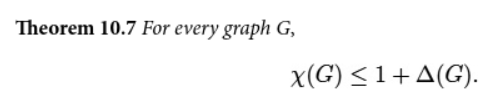 Theorem 10.7 For every graph G,
χ(G) ≤ 1 + Δ(G).